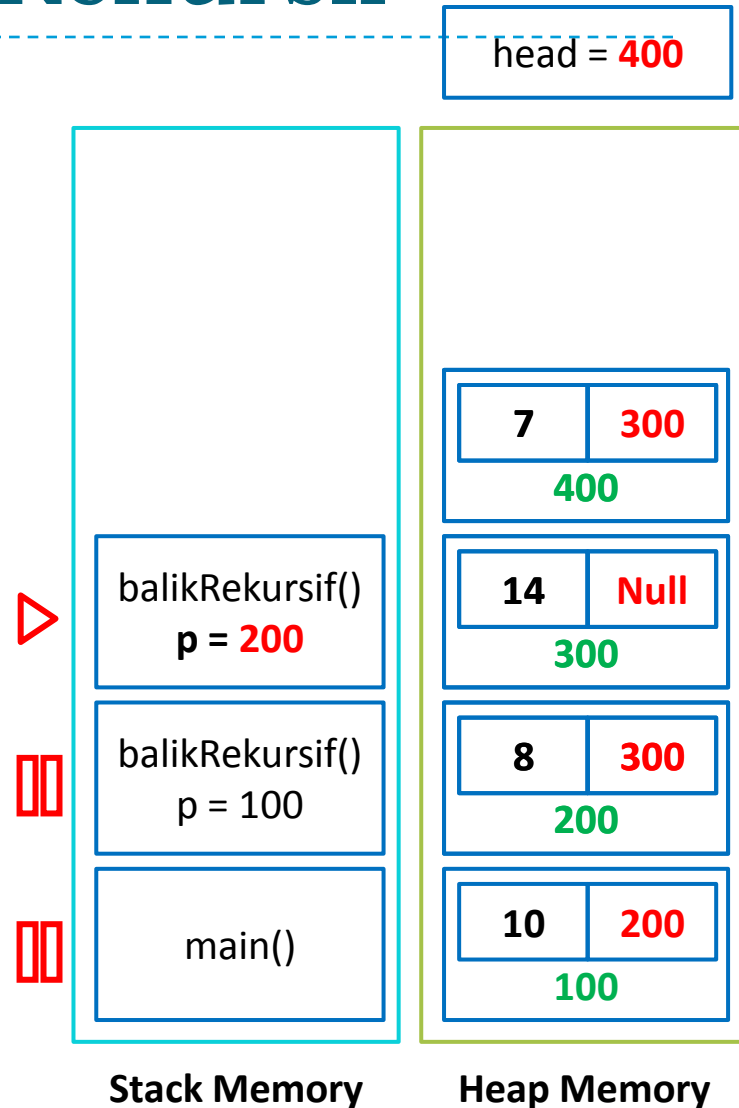 head = 400
7 300
400
balikRekursif()
p = 200
14 Null
300
balikRekursif()
p = 100
8 300
200
main()
10 200
100
Stack Memory
Heap Memory